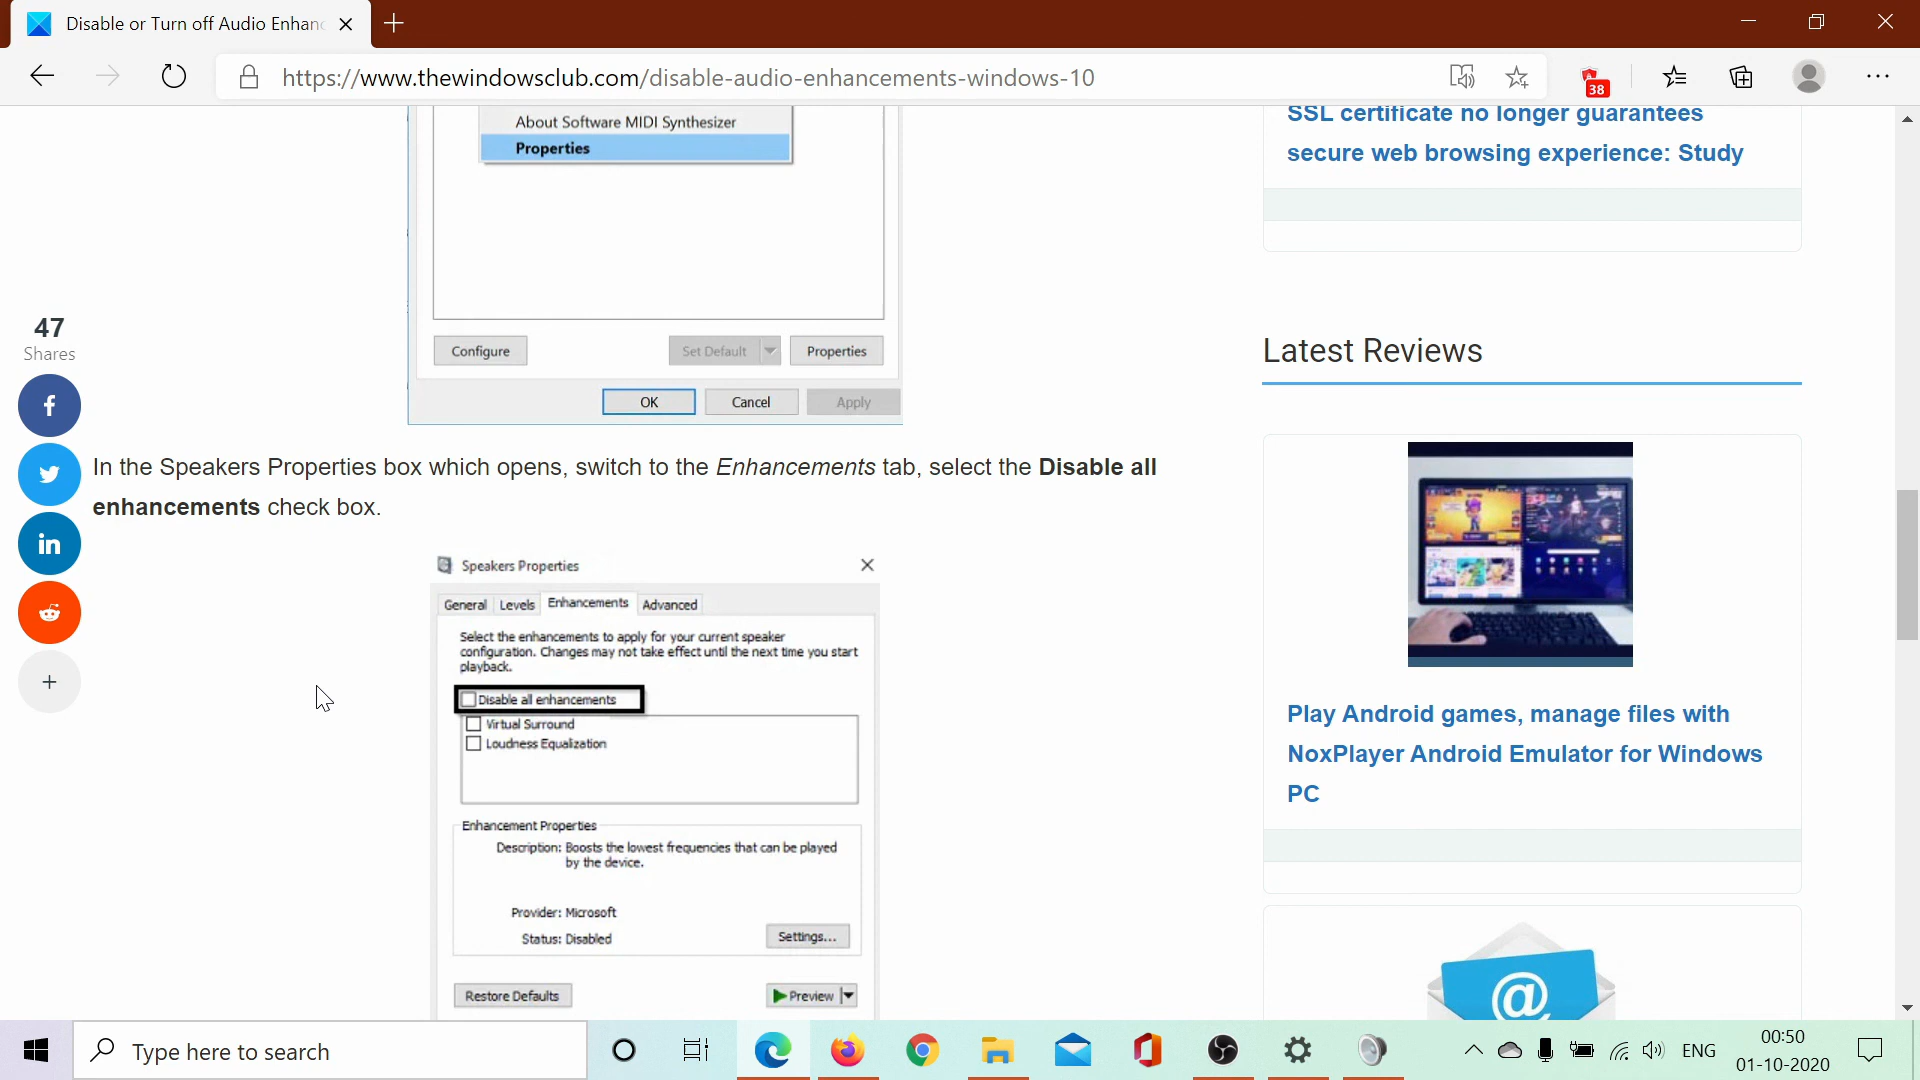 Disable or Turn off Audio Enhan
https://www.thewindowsclub.com/disable-audio-enhancements-windows-10
38
About Software MIDI Synthesizer
Properties
Configure
Set Default
Properties
OK
Cancel
Apply
47
Shares
In the Speakers Properties box which opens, switch to the Enhancements tab, select the Disable all
enhancements check box.
Speakers Properties
General
Levels
Enhancements
Advanced
Select the enhancements to apply for your current speaker
configuration. Changes may not take effect until the next time you start
playback.
Disable all enhancements
Virtual Surround
Loudness Equalization
Enhancement Properties
Description: Boosts the lowest frequencies that can be played
by the device.
Provider: Microsoft
Status: Disabled
Settings...
Restore Defaults
Preview
SSL certificate no longer guarantees
secure web browsing experience: Study
Latest Reviews
Play Android games, manage files with
NoxPlayer Android Emulator for Windows
PC
Type here to search
ENG
00:50
01-10-2020